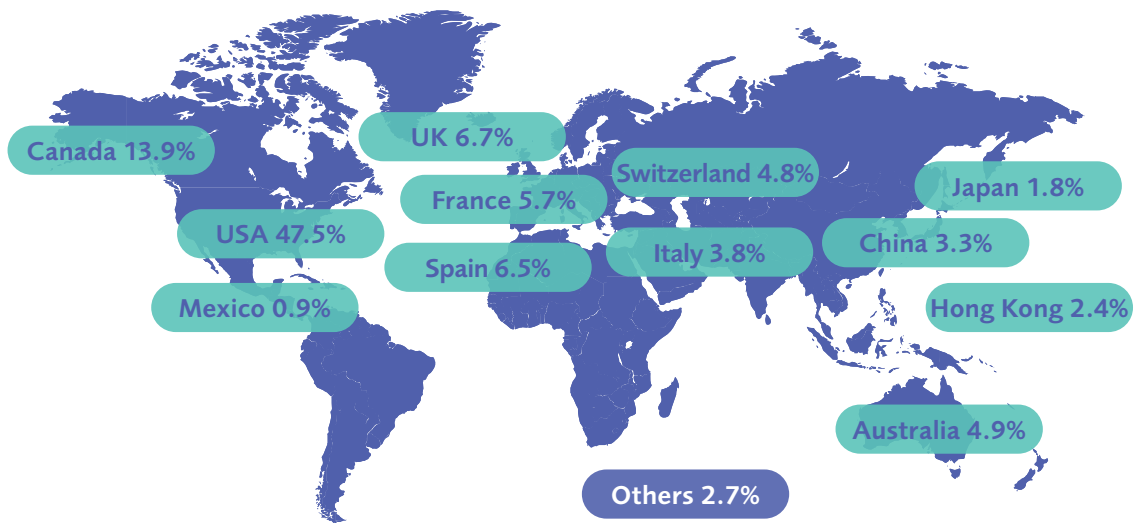 UK 6.7%
Canada 13.9%
Switzerland 4.8%
Japan 1.8%
France 5.7%
USA 47.5%
China 3.3%
Italy 3.8%
Spain 6.5%
Mexico 0.9%
Hong Kong 2.4%
Australia 4.9%
Others 2.7%